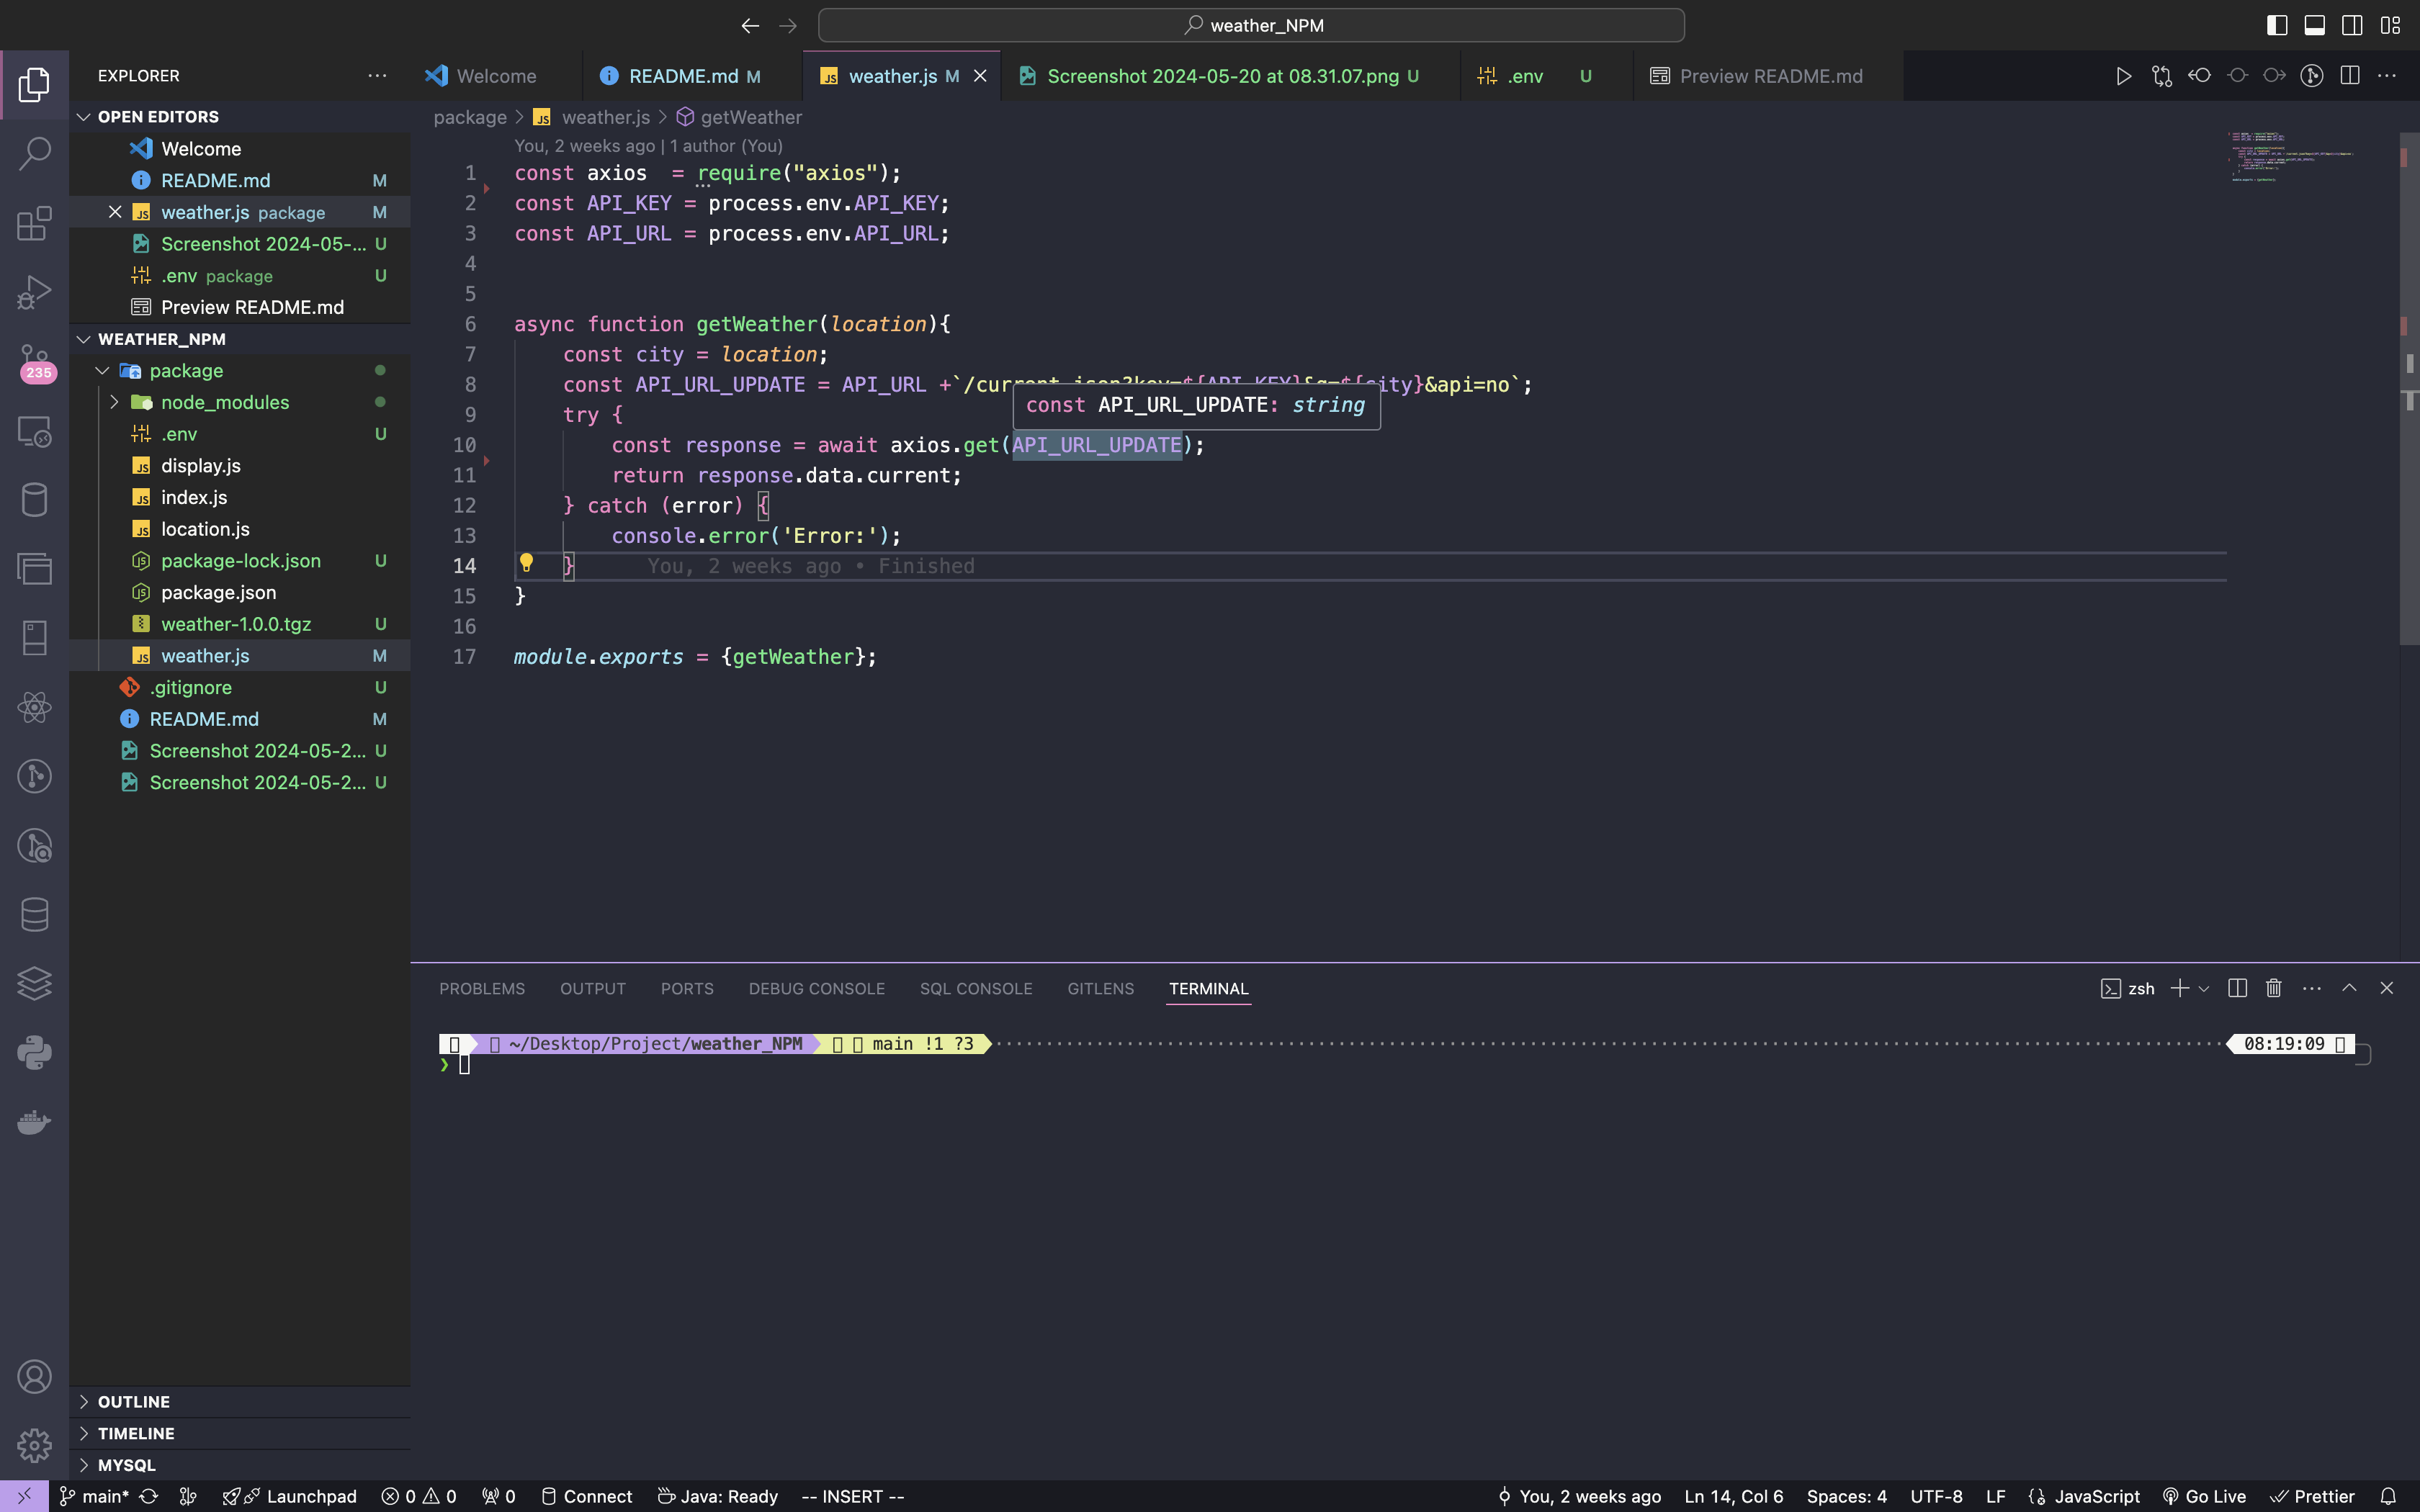 weather_NPM
EXPLORER
Welcome
README.md M
weather.js M
Screenshot 2024-05-20 at 08.31.07.png U
.env U
Preview README.md
OPEN EDITORS
Welcome
README.md M
weather.js package M
Screenshot 2024-05-... U
.env package U
Preview README.md
WEATHER_NPM
package
node_modules
.env U
display.js
index.js
location.js
package-lock.json U
package.json
weather-1.0.0.tgz U
weather.js M
.gitignore U
README.md M
Screenshot 2024-05-2... U
Screenshot 2024-05-2... U
OUTLINE
TIMELINE
MYSQL
235
package > JS weather.js > getWeather
You, 2 weeks ago | 1 author (You)
1 const axios  = require("axios");
2 const API_KEY = process.env.API_KEY;
3 const API_URL = process.env.API_URL;
4
5
6 async function getWeather(location){
7 const city = location;
8 const API_URL_UPDATE = API_URL +`/current.json?key=${API_KEY}&q=${city}&api=no`;
const API_URL_UPDATE: string
9 try {
10 const response = await axios.get(API_URL_UPDATE);
11 return response.data.current;
12 } catch (error) {
13 console.error('Error:');
14 } You, 2 weeks ago • Finished
15 }
16
17 module.exports = {getWeather};
PROBLEMS OUTPUT PORTS DEBUG CONSOLE SQL CONSOLE GITLENS TERMINAL
zsh
~/Desktop/Project/weather_NPM main !1 ?3 08:19:09
❯
main* Launchpad 0 0 0 Connect Java: Ready -- INSERT -- You, 2 weeks ago Ln 14, Col 6 Spaces: 4 UTF-8 LF JavaScript Go Live Prettier